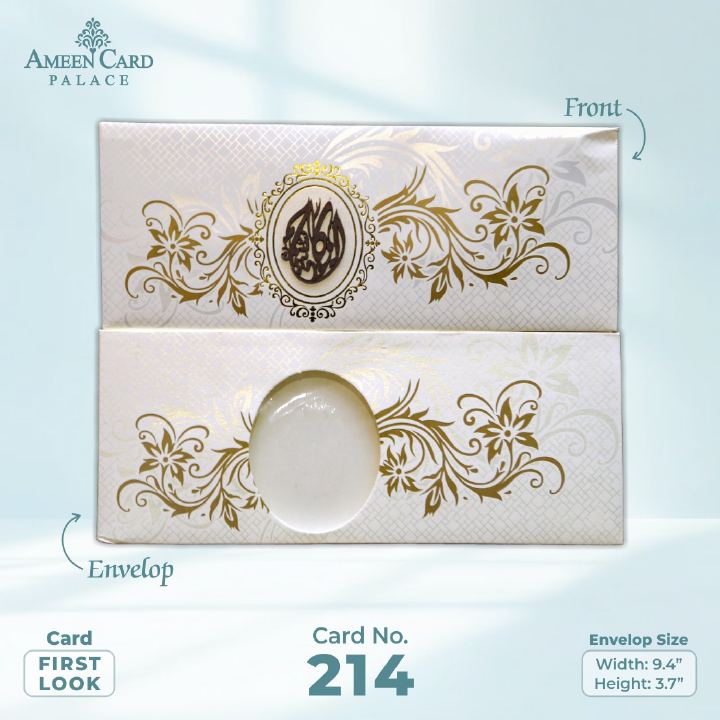 AMEEN CARD
PALACE
Front
Envelop
Card
FIRST
LOOK
Card No.
214
Envelop Size
Width: 9.4”
Height: 3.7”